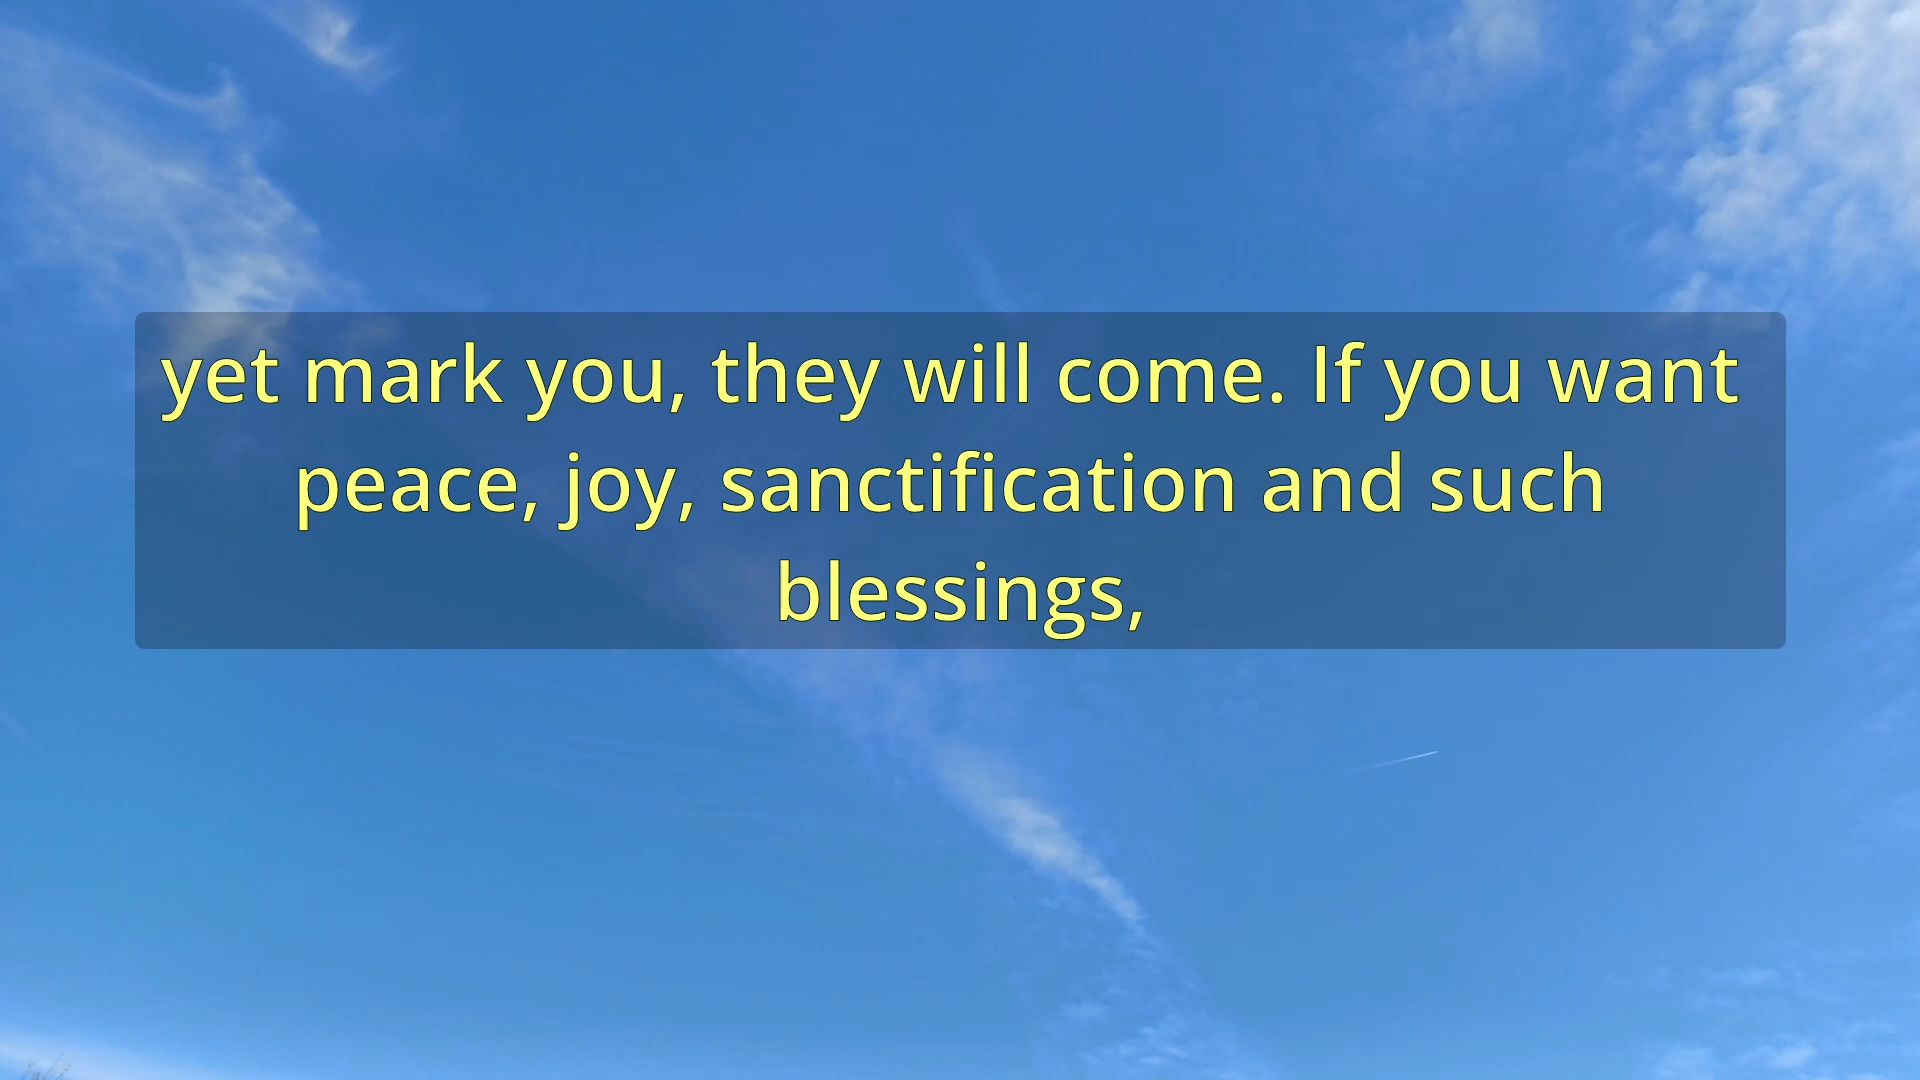 yet mark you, they will come. If you want
peace, joy, sanctification and such
blessings,